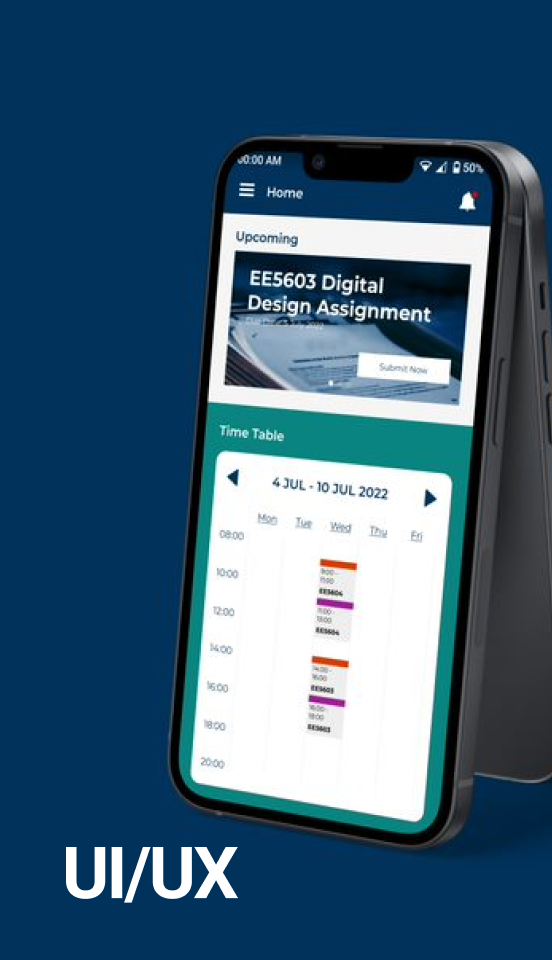 00:00 AM
50%
Home
Upcoming
EE5603 Digital
Design Assignment
Submit Now
Time Table
4 JUL - 10 JUL 2022
Mon Tue Wed Thu Fri
08:00
10:00
9:00 -
11:00
EE5604
12:00
11:00 -
13:00
EE5604
14:00
14:00 -
16:00
EE5603
16:00
16:00-
18:00
EE5603
18:00
20:00
UI/UX